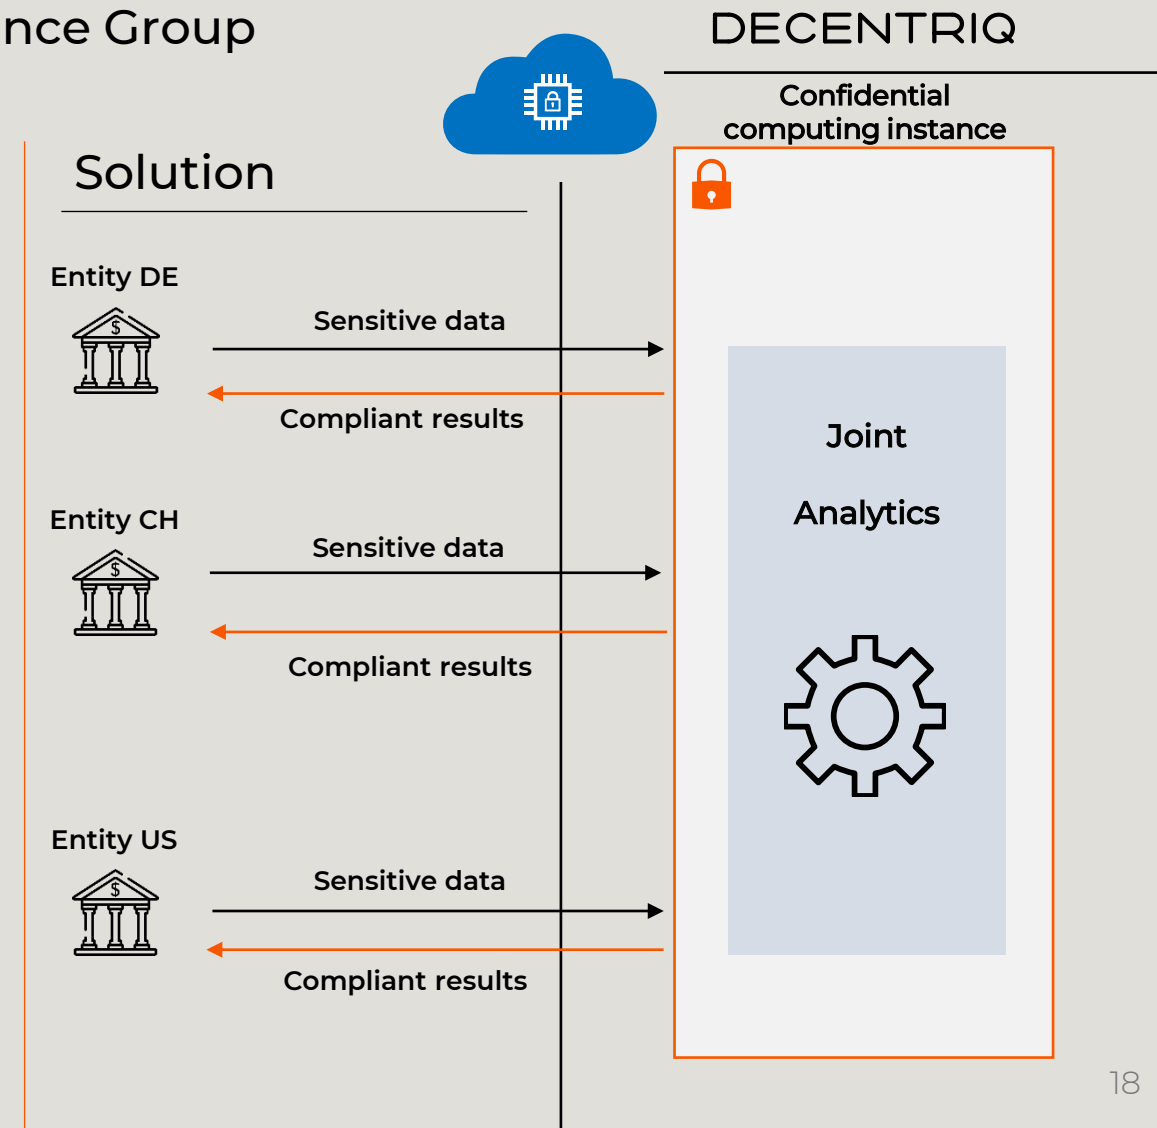 nce Group
DECENTRIQ
Confidential
computing instance
Solution
Entity DE
$
Sensitive data
Compliant results
Entity CH
$
Sensitive data
Compliant results
Entity US
$
Sensitive data
Compliant results
Joint
Analytics
18